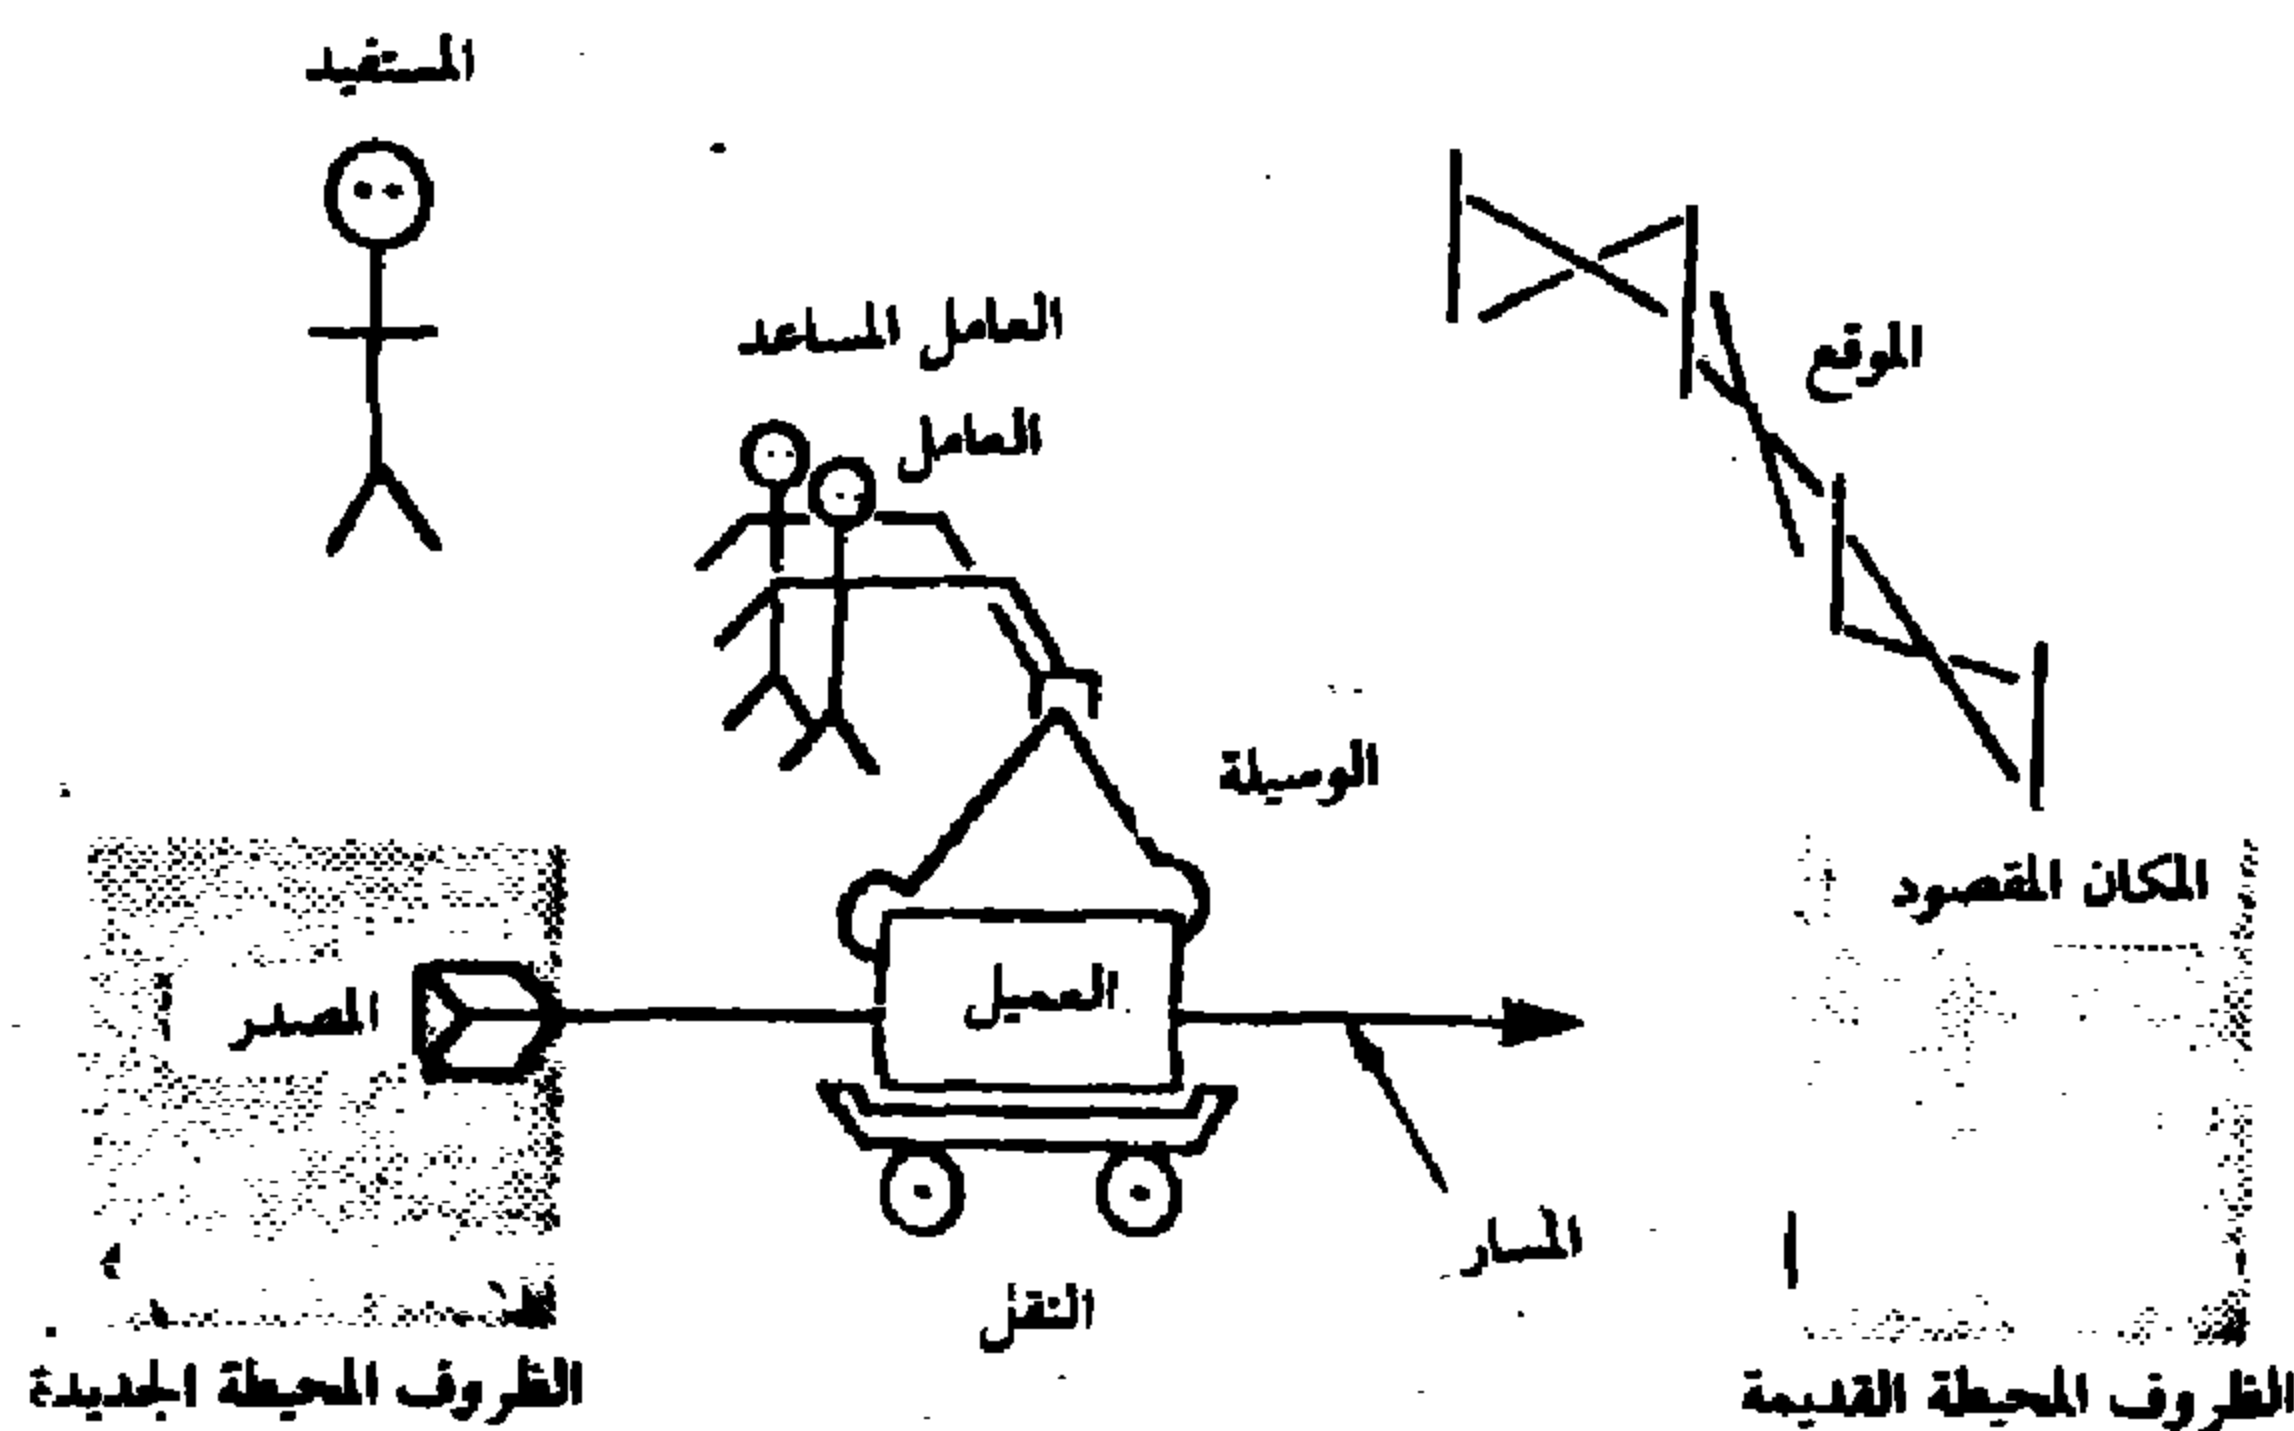 المستفيد
العامل المساعد
العامل
الموقع
الوسيلة
المكان المقصود
المصدر
العميل
المسار
النقل
الظروف المحيطة القديمة
الظروف المحيطة الجديدة